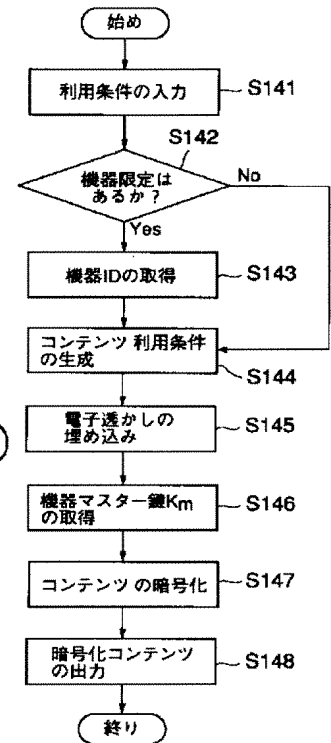 始め
利用条件の入力
S141
S142
機器限定は
あるか？
No
Yes
機器IDの取得
S143
コンテンツ 利用条件
の生成
S144
電子透かしの
埋め込み
S145
機器マスター鍵Km
の取得
S146
コンテンツ の暗号化
S147
暗号化コンテンツ
の出力
S148
終り